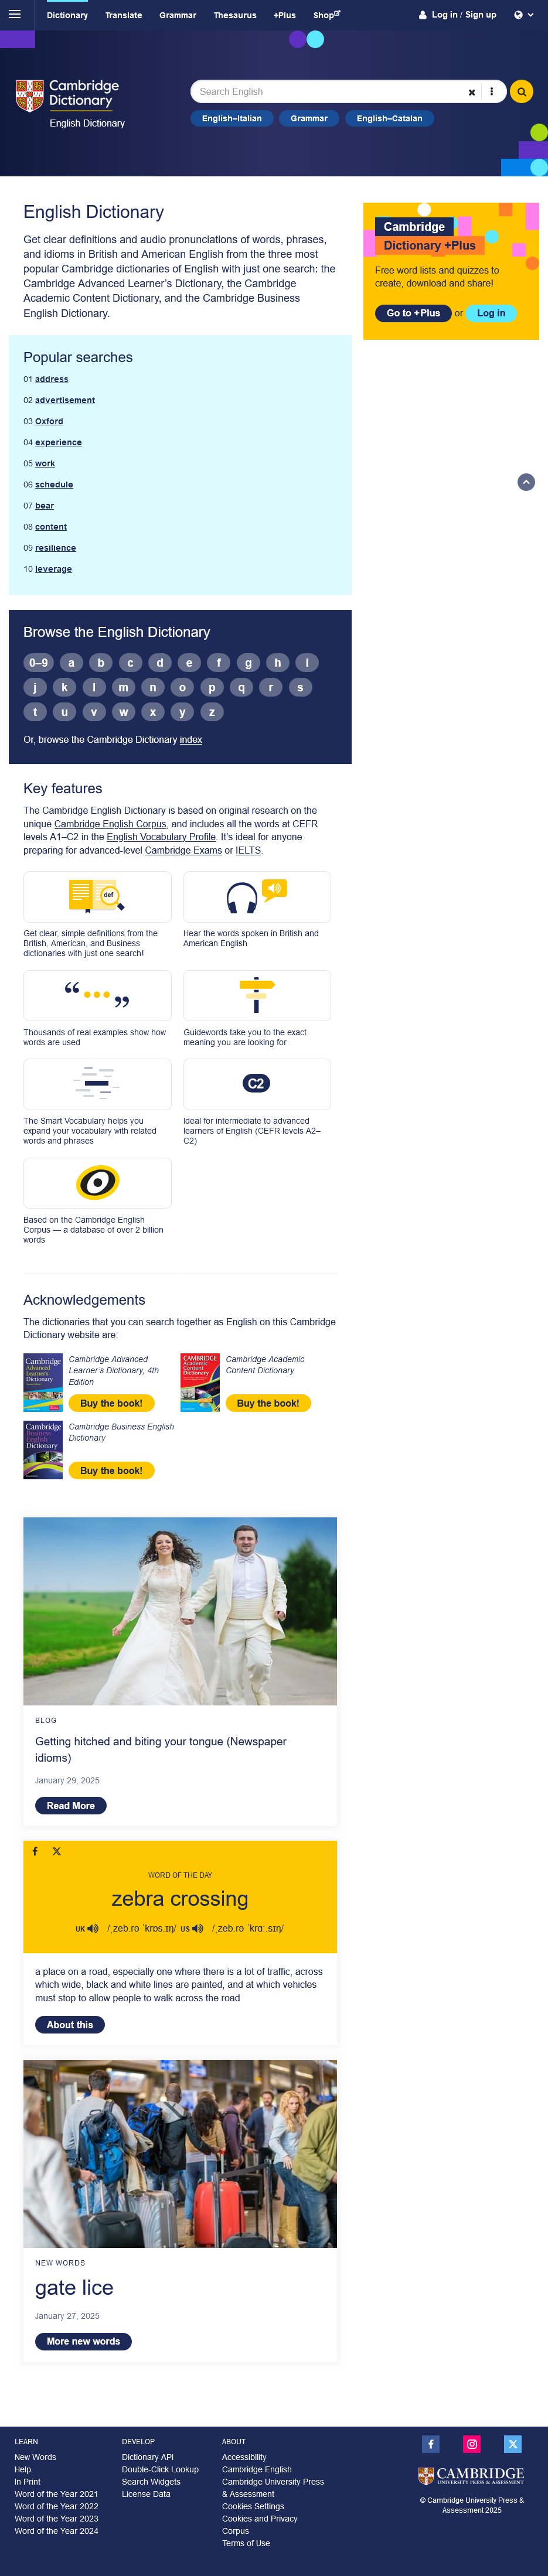 Dictionary Translate Grammar Thesaurus +Plus Shop Log in / Sign up
Cambridge
Dictionary
English Dictionary
Search English
English–Italian Grammar English–Catalan
English Dictionary
Get clear definitions and audio pronunciations of words, phrases,
and idioms in British and American English from the three most
popular Cambridge dictionaries of English with just one search: the
Cambridge Advanced Learner's Dictionary, the Cambridge
Academic Content Dictionary, and the Cambridge Business
English Dictionary.
Cambridge
Dictionary +Plus
Free word lists and quizzes to
create, download and share!
Go to +Plus or Log in
Popular searches
01 address
02 advertisement
03 Oxford
04 experience
05 work
06 schedule
07 bear
08 content
09 resilience
10 leverage
Browse the English Dictionary
0–9 a b c d e f g h i
j k l m n o p q r s
t u v w x y z
Or, browse the Cambridge Dictionary index
Key features
The Cambridge English Dictionary is based on original research on the
unique Cambridge English Corpus, and includes all the words at CEFR
levels A1–C2 in the English Vocabulary Profile. It's ideal for anyone
preparing for advanced-level Cambridge Exams or IELTS.
def
Get clear, simple definitions from the
British, American, and Business
dictionaries with just one search!
Hear the words spoken in British and
American English
“ ... ”
Thousands of real examples show how
words are used
Guidewords take you to the exact
meaning you are looking for
The Smart Vocabulary helps you
expand your vocabulary with related
words and phrases
C2
Ideal for intermediate to advanced
learners of English (CEFR levels A2–
C2)
Based on the Cambridge English
Corpus — a database of over 2 billion
words
Acknowledgements
The dictionaries that you can search together as English on this Cambridge
Dictionary website are:
Cambridge
Advanced
Learner's
Dictionary
Cambridge Advanced
Learner's Dictionary, 4th
Edition
Buy the book!
CAMBRIDGE
Academic
Content
Dictionary
Cambridge Academic
Content Dictionary
Buy the book!
Cambridge
Business
English
Dictionary
Cambridge Business English
Dictionary
Buy the book!
BLOG
Getting hitched and biting your tongue (Newspaper
idioms)
January 29, 2025
Read More
WORD OF THE DAY
zebra crossing
UK /ˌzeb.rə ˈkrɒs.ɪŋ/ US /ˌzeb.rə ˈkrɑː.sɪŋ/
a place on a road, especially one where there is a lot of traffic, across
which wide, black and white lines are painted, and at which vehicles
must stop to allow people to walk across the road
About this
NEW WORDS
gate lice
January 27, 2025
More new words
LEARN
New Words
Help
In Print
Word of the Year 2021
Word of the Year 2022
Word of the Year 2023
Word of the Year 2024
DEVELOP
Dictionary API
Double-Click Lookup
Search Widgets
License Data
ABOUT
Accessibility
Cambridge English
Cambridge University Press
& Assessment
Cookies Settings
Cookies and Privacy
Corpus
Terms of Use
CAMBRIDGE
UNIVERSITY PRESS & ASSESSMENT
© Cambridge University Press &
Assessment 2025